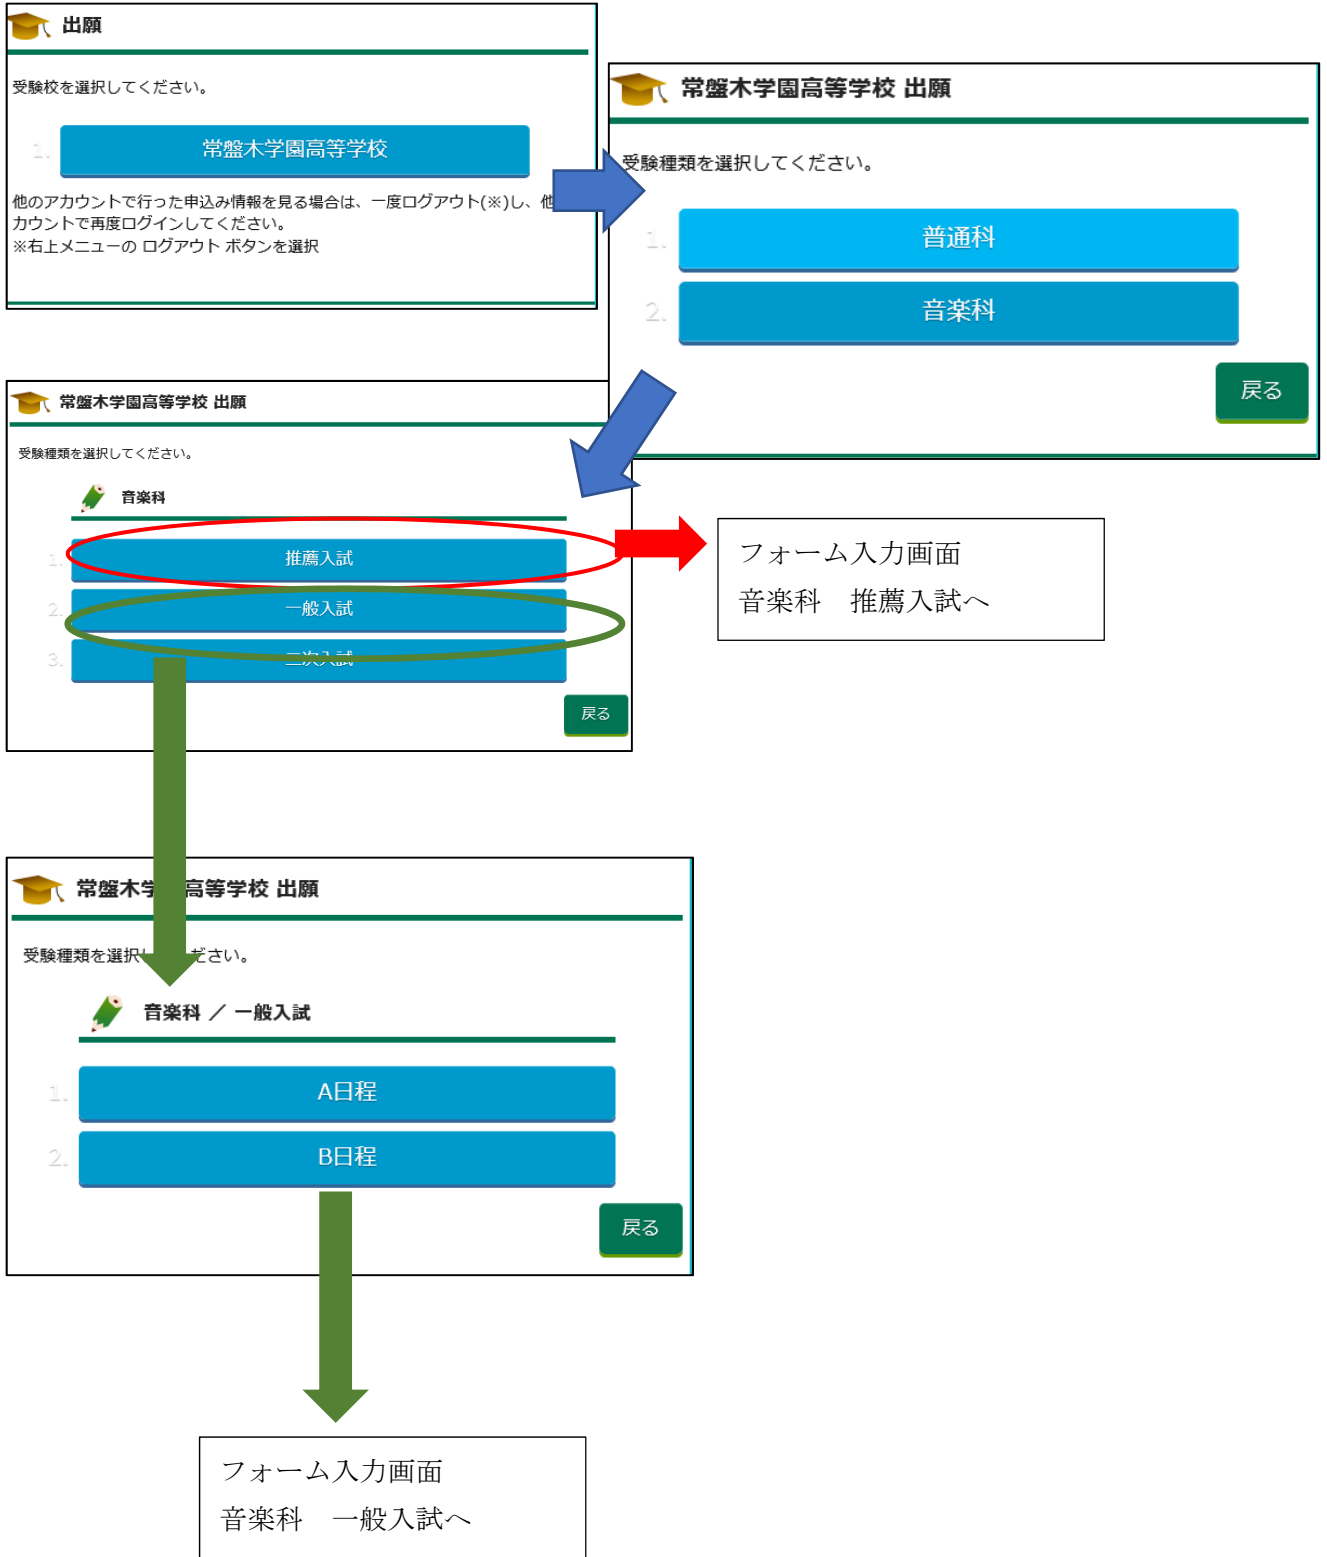 出願
受験校を選択してください。
1. 常盤木学園高等学校
他のアカウントで行った申込み情報を見る場合は、一度ログアウト(※)し、他
カウントで再度ログインしてください。
※右上メニューの ログアウト ボタンを選択
常盤木学園高等学校 出願
受験種類を選択してください。
1. 普通科
2. 音楽科
戻る
常盤木学園高等学校 出願
受験種類を選択してください。
音楽科
1. 推薦入試
2. 一般入試
3. 二次入試
戻る
フォーム入力画面
音楽科　推薦入試へ
常盤木学 高等学校 出願
受験種類を選択 ださい。
音楽科 ／ 一般入試
1. A日程
2. B日程
戻る
フォーム入力画面
音楽科　一般入試へ